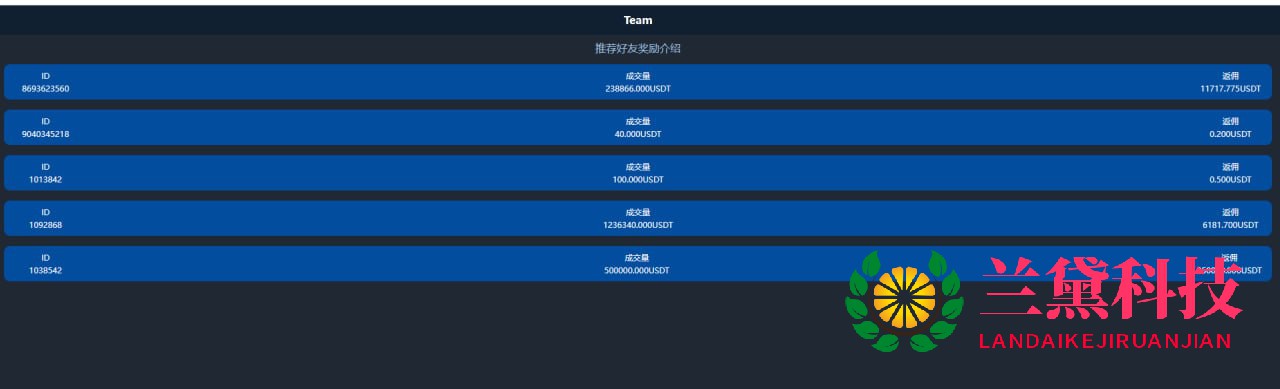 Team
推荐好友奖励介绍
ID 成交量 返佣
8693623560 238866.000USDT 11717.775USDT
ID 成交量 返佣
9040345218 40.000USDT 0.200USDT
ID 成交量 返佣
1013842 100.000USDT 0.500USDT
ID 成交量 返佣
1092868 1236340.000USDT 6181.700USDT
ID 成交量 返佣
1038542 500000.000USDT
兰黛科技
LANDAIKEJIRUANJIAN